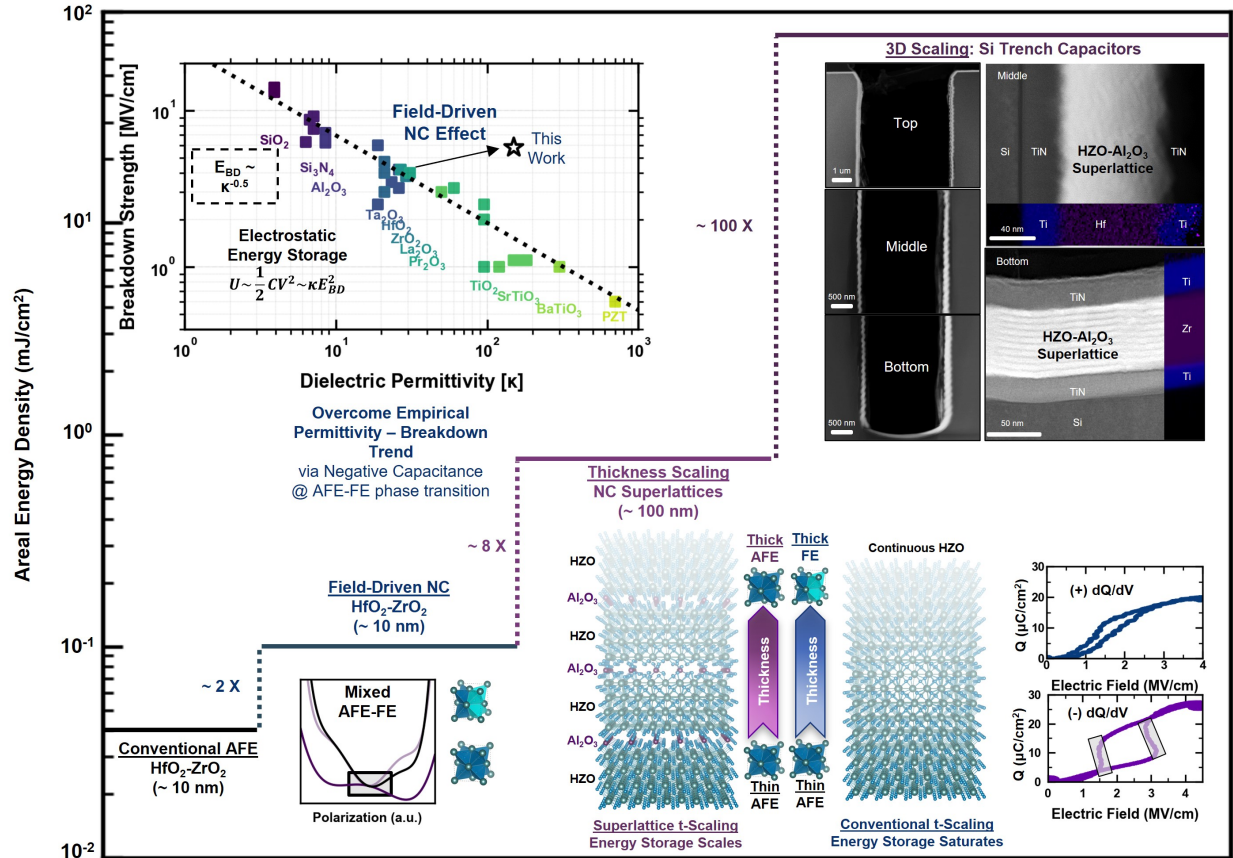 Areal Energy Density (mJ/cm²)
10²
10¹
10⁰
10⁻¹
10⁻²
Breakdown Strength [MV/cm]
10¹
10⁰
10⁰
10¹
10²
10³
Dielectric Permittivity [κ]
SiO₂
Si₃N₄
Al₂O₃
Ta₂O₃
HfO₂
ZrO₂
La₂O₃
Pr₂O₃
TiO₂
SrTiO₃
BaTiO₃
PZT
E_BD ~
κ⁻⁰·⁵
Field-Driven
NC Effect
This
Work
Electrostatic
Energy Storage
U~ 1/2 CV²~κE²_BD
Overcome Empirical
Permittivity – Breakdown
Trend
via Negative Capacitance
@ AFE-FE phase transition
~ 2 X
~ 8 X
~ 100 X
Conventional AFE
HfO₂-ZrO₂
(~ 10 nm)
Field-Driven NC
HfO₂-ZrO₂
(~ 10 nm)
Mixed
AFE-FE
Polarization (a.u.)
Thickness Scaling
NC Superlattices
(~ 100 nm)
HZO
Al₂O₃
HZO
Al₂O₃
HZO
Al₂O₃
HZO
Thick
AFE
Thickness
Thin
AFE
Thick
FE
Thickness
Thin
AFE
Superlattice t-Scaling
Energy Storage Scales
Continuous HZO
Conventional t-Scaling
Energy Storage Saturates
3D Scaling: Si Trench Capacitors
Top
1 um
Middle
500 nm
Bottom
500 nm
Middle
Si
TiN
HZO-Al₂O₃
Superlattice
TiN
Ti
Hf
Ti
40 nm
Bottom
TiN
HZO-Al₂O₃
Superlattice
TiN
Si
50 nm
Ti
Zr
Ti
Q (µC/cm²)
30
20
10
0
(+) dQ/dV
0
1
2
3
4
Electric Field (MV/cm)
Q (µC/cm²)
30
20
10
0
(-) dQ/dV
0
1
2
3
4
Electric Field (MV/cm)